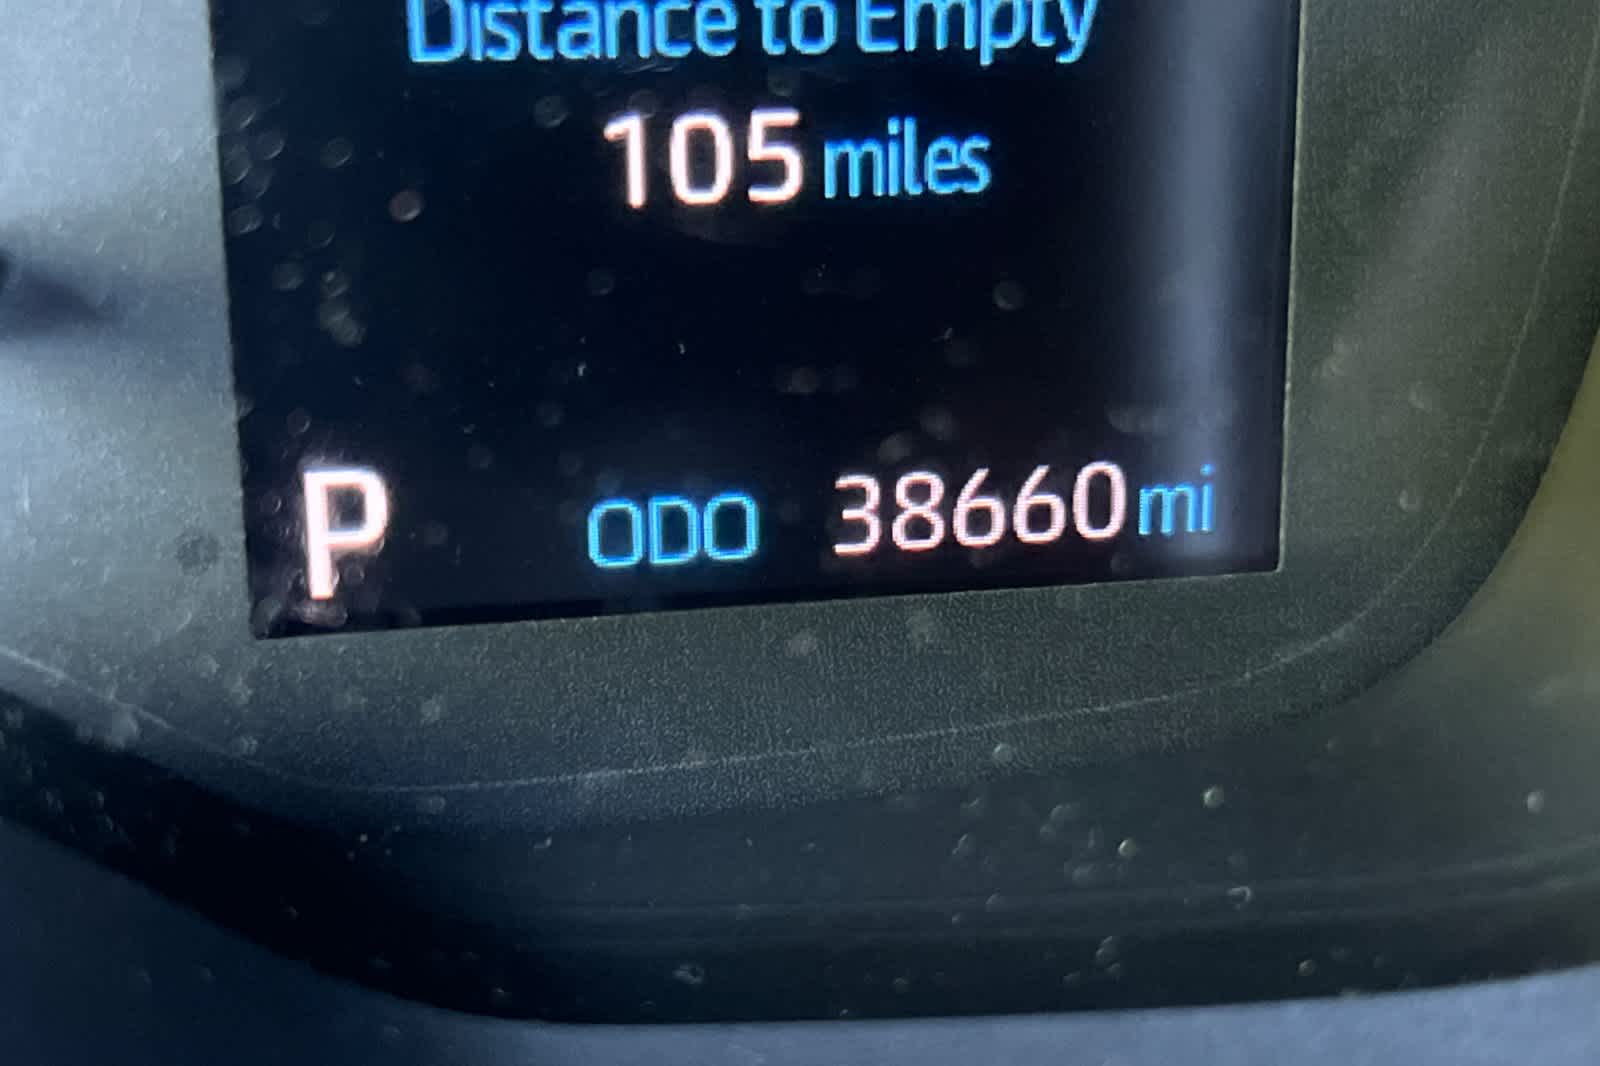 Distance to Empty
105 miles
P ODO 38660 mi